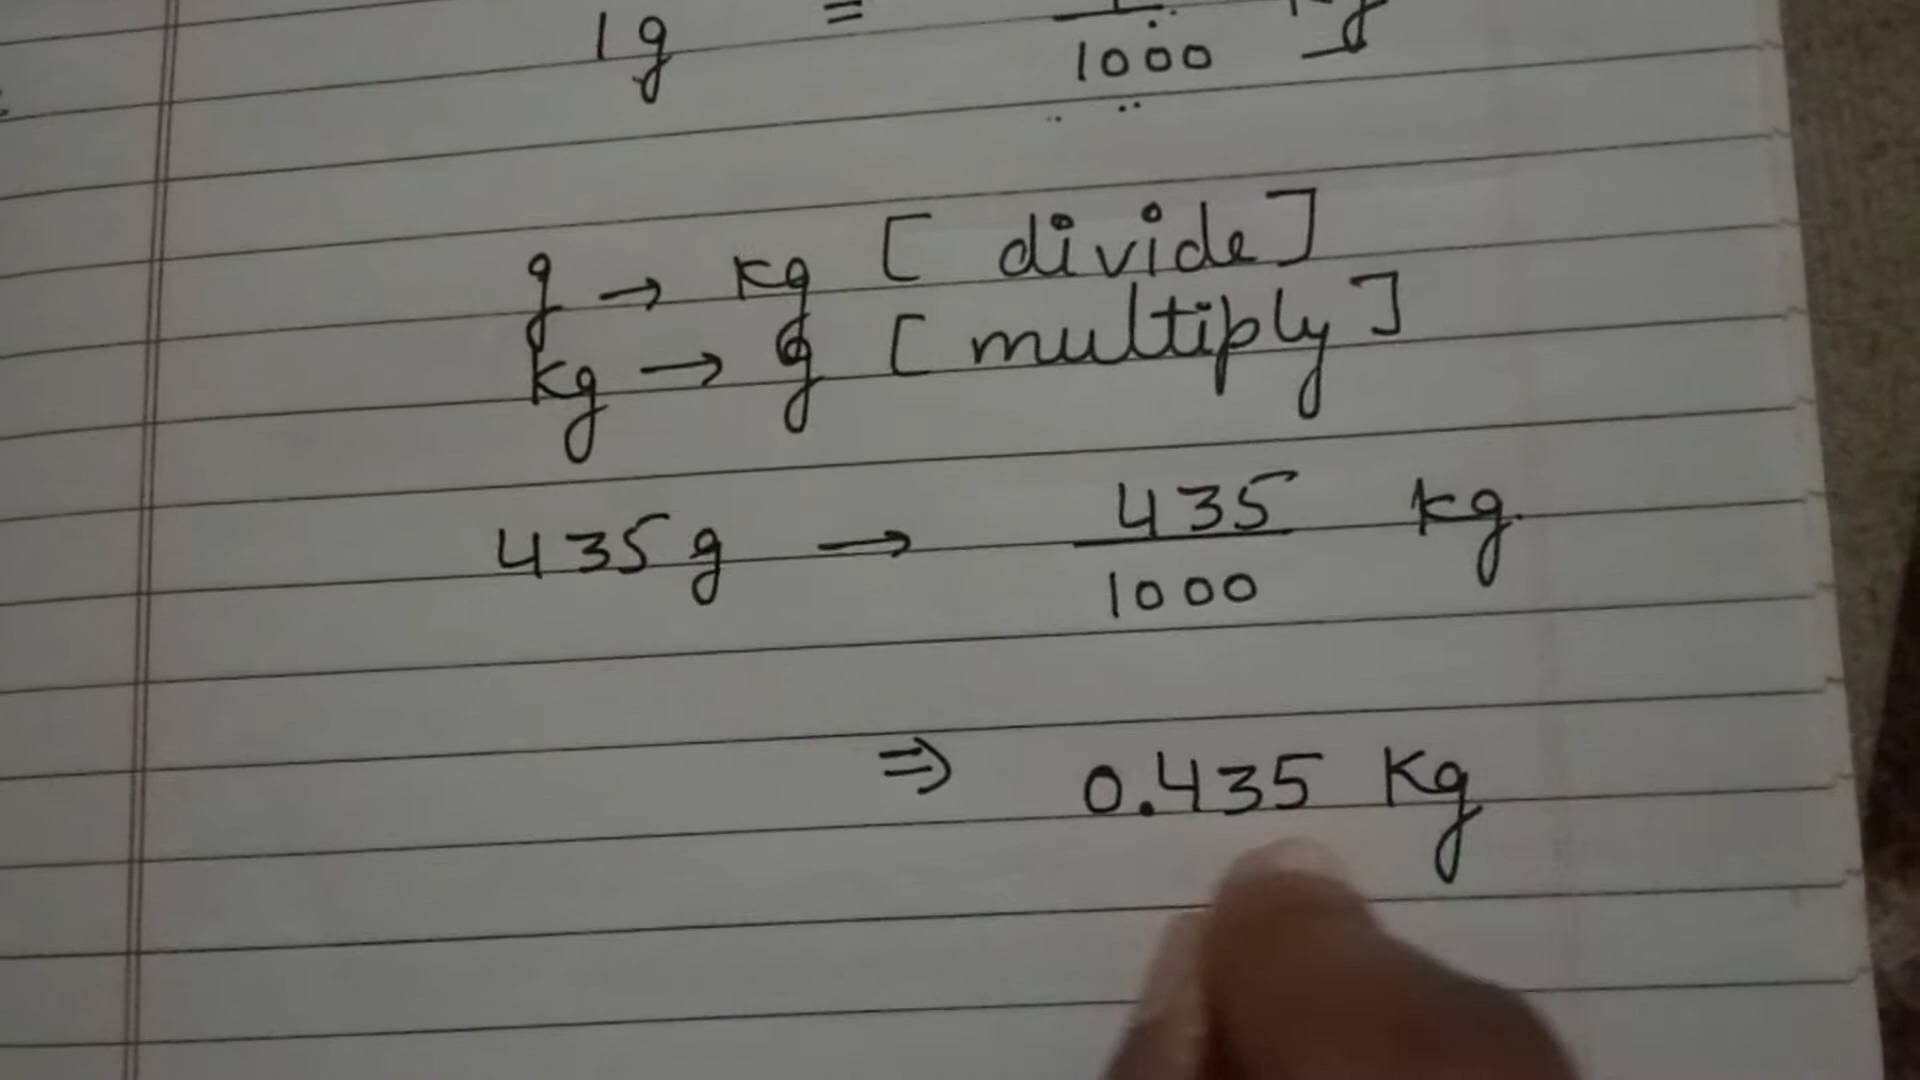 1g = 1/1000 kg
g → kg [divide]
kg → g [multiply]
435g → 435/1000 kg
⇒ 0.435 Kg